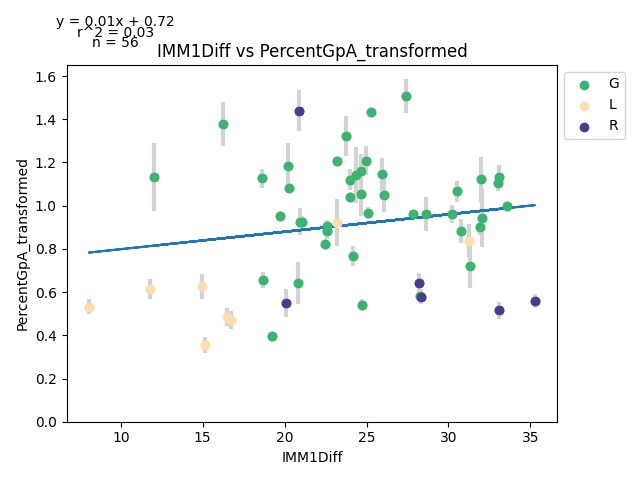 y = 0.01x + 0.72
r^2 = 0.03
n = 56
IMM1Diff vs PercentGpA_transformed
1.6
1.4
1.2
1.0
0.8
0.6
0.4
0.2
0.0
PercentGpA_transformed
10 15 20 25 30 35
IMM1Diff
G
L
R